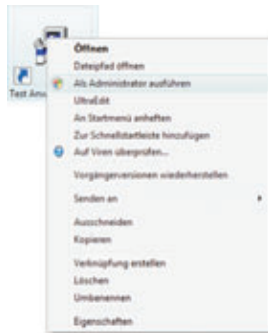 Öffnen
Dateipfad öffnen
Als Administrator ausführen
UltraEdit
An Startmenü anheften
Zur Schnellstartleiste hinzufügen
Auf Viren überprüfen...
Vorgängerversionen wiederherstellen
Senden an
Ausschneiden
Kopieren
Verknüpfung erstellen
Löschen
Umbenennen
Eigenschaften
Test